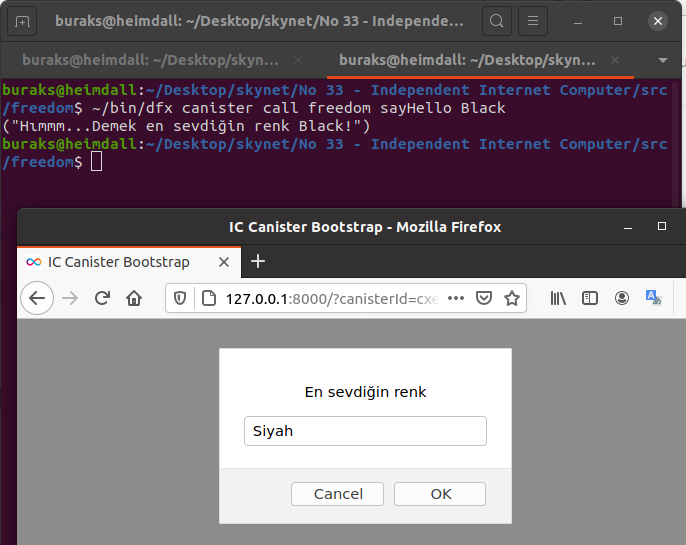 buraks@heimdall: ~/Desktop/skynet/No 33 - Independe...
buraks@heimdall: ~/Desktop/skyn...
buraks@heimdall: ~/Desktop/skyn...
buraks@heimdall:~/Desktop/skynet/No 33 - Independent Internet Computer/src
/freedom$ ~/bin/dfx canister call freedom sayHello Black
("Hımmm...Demek en sevdiğin renk Black!")
buraks@heimdall:~/Desktop/skynet/No 33 - Independent Internet Computer/src
/freedom$
IC Canister Bootstrap - Mozilla Firefox
IC Canister Bootstrap
127.0.0.1:8000/?canisterId=cxe
En sevdiğin renk
Siyah
Cancel
OK